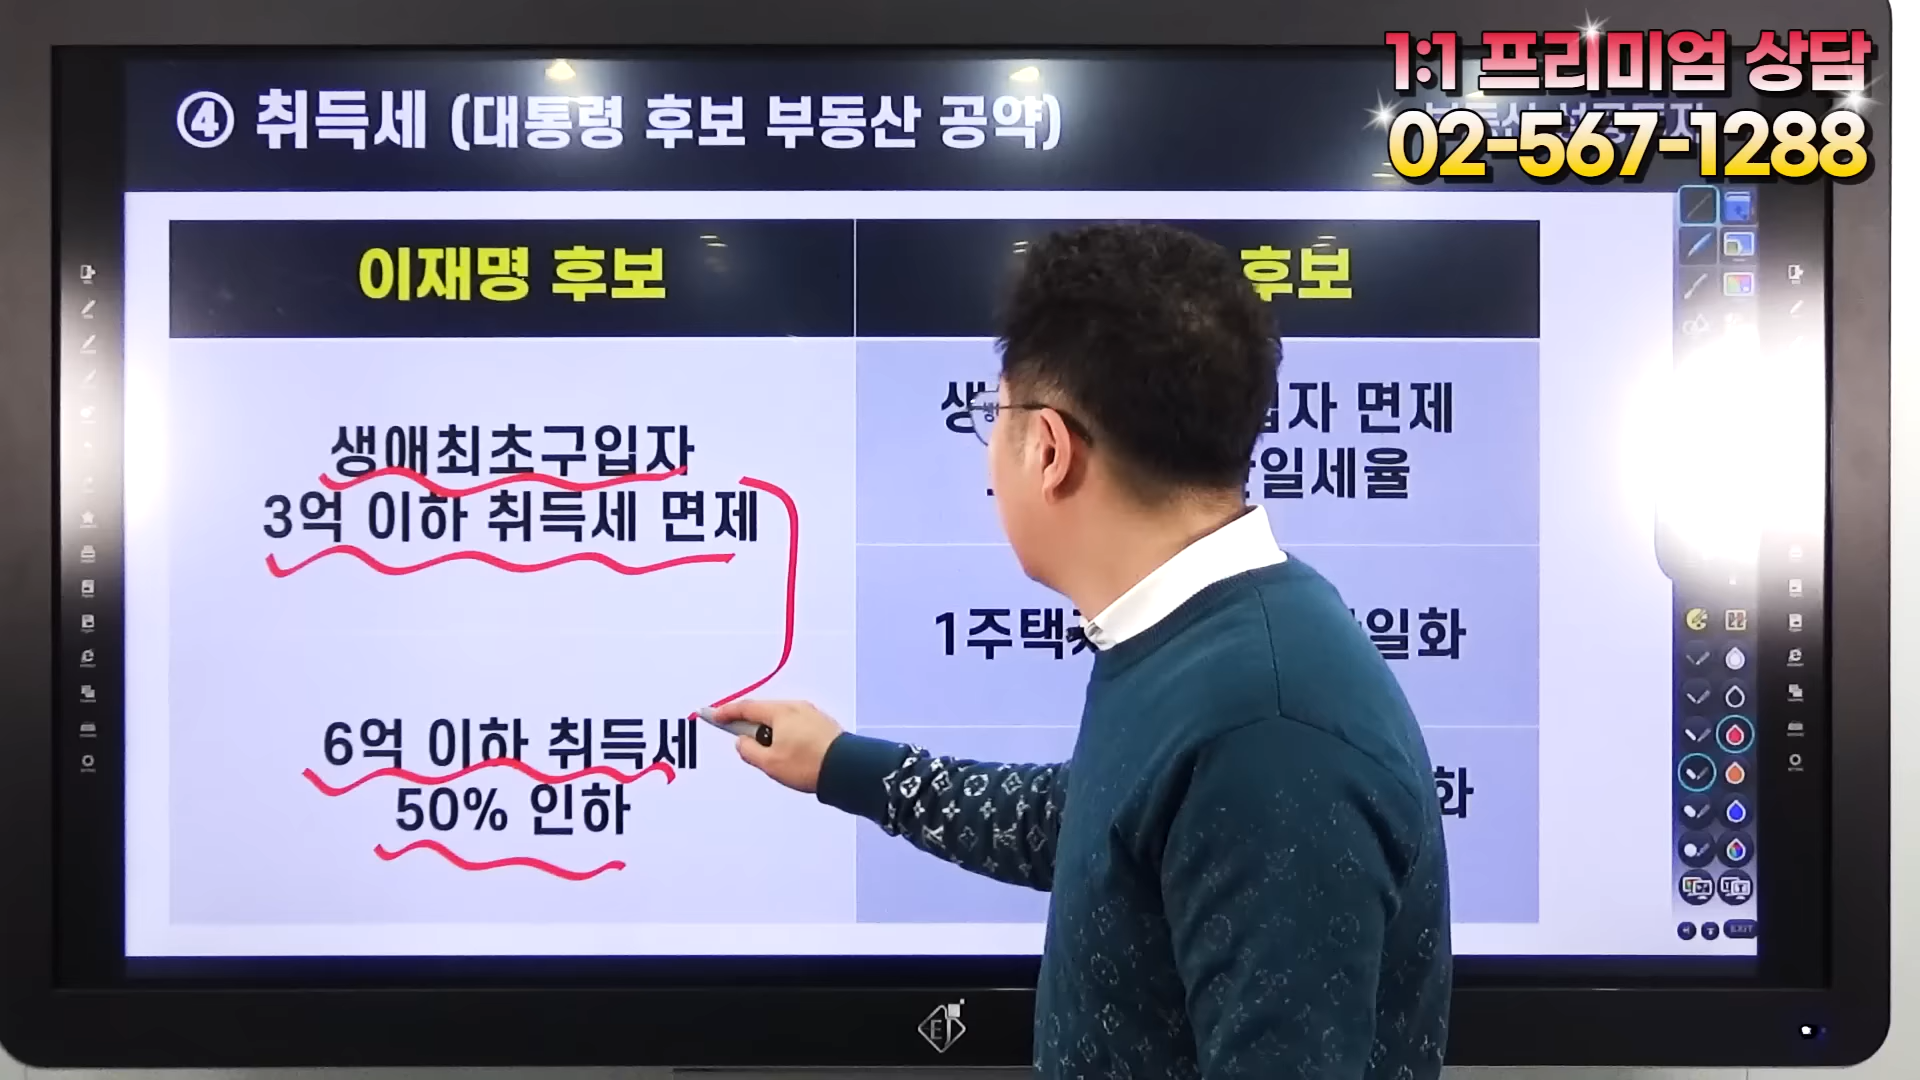 1:1 프리미엄 상담
02-567-1288
④ 취득세 (대통령 후보 부동산 공약)
이재명 후보
후보
생애최초구입자
3억 이하 취득세 면제
6억 이하 취득세
50% 인하
면제
단일세율
1주택
일화
화
EXIT